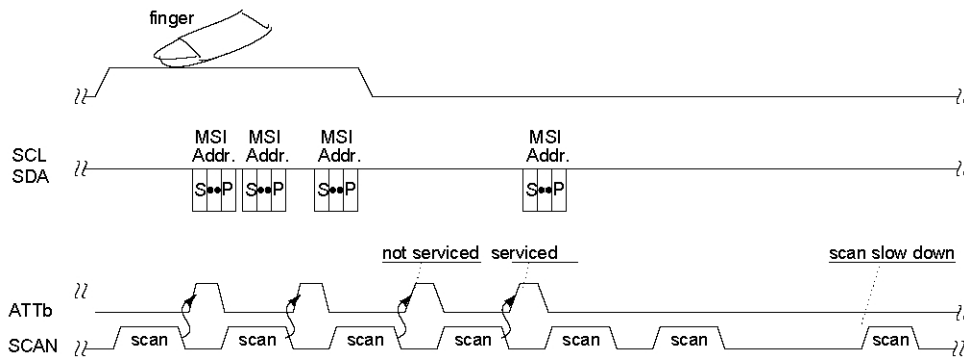 finger
MSI MSI MSI MSI
Addr. Addr. Addr. Addr.
SCL
SDA
S••P S••P S••P S••P
not serviced serviced scan slow down
ATTb
SCAN scan scan scan scan scan scan scan